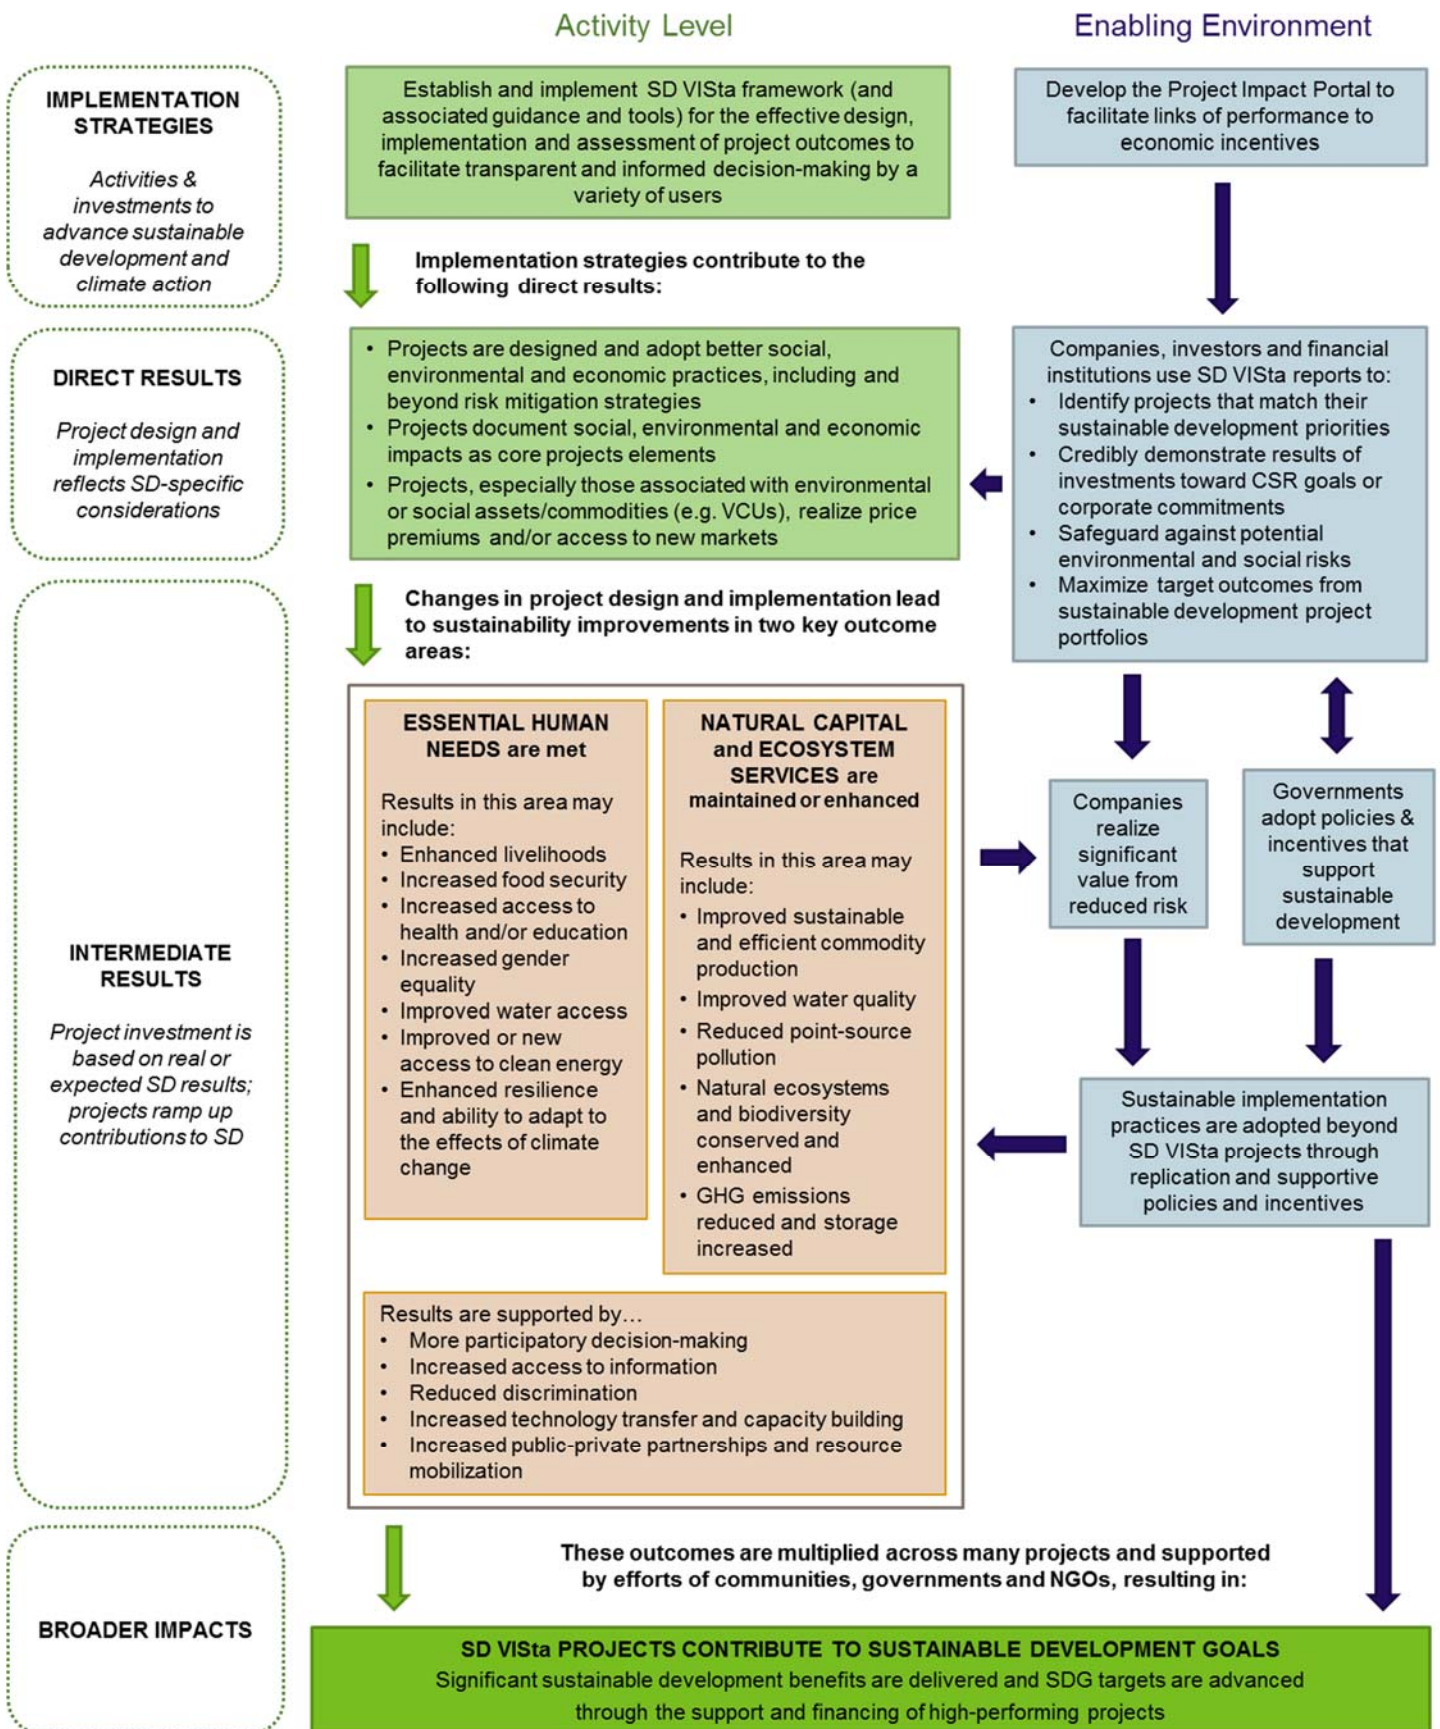 Activity Level
Enabling Environment
IMPLEMENTATION
STRATEGIES
Activities &
investments to
advance sustainable
development and
climate action
Establish and implement SD VISta framework (and
associated guidance and tools) for the effective design,
implementation and assessment of project outcomes to
facilitate transparent and informed decision-making by a
variety of users
Develop the Project Impact Portal to
facilitate links of performance to
economic incentives
Implementation strategies contribute to the
following direct results:
DIRECT RESULTS
Project design and
implementation
reflects SD-specific
considerations
• Projects are designed and adopt better social,
environmental and economic practices, including and
beyond risk mitigation strategies
• Projects document social, environmental and economic
impacts as core projects elements
• Projects, especially those associated with environmental
or social assets/commodities (e.g. VCUs), realize price
premiums and/or access to new markets
Companies, investors and financial
institutions use SD VISta reports to:
• Identify projects that match their
sustainable development priorities
• Credibly demonstrate results of
investments toward CSR goals or
corporate commitments
• Safeguard against potential
environmental and social risks
• Maximize target outcomes from
sustainable development project
portfolios
Changes in project design and implementation lead
to sustainability improvements in two key outcome
areas:
INTERMEDIATE
RESULTS
Project investment is
based on real or
expected SD results;
projects ramp up
contributions to SD
ESSENTIAL HUMAN
NEEDS are met
Results in this area may
include:
• Enhanced livelihoods
• Increased food security
• Increased access to
health and/or education
• Increased gender
equality
• Improved water access
• Improved or new
access to clean energy
• Enhanced resilience
and ability to adapt to
the effects of climate
change
NATURAL CAPITAL
and ECOSYSTEM
SERVICES are
maintained or enhanced
Results in this area may
include:
• Improved sustainable
and efficient commodity
production
• Improved water quality
• Reduced point-source
pollution
• Natural ecosystems
and biodiversity
conserved and
enhanced
• GHG emissions
reduced and storage
increased
Companies
realize
significant
value from
reduced risk
Governments
adopt policies &
incentives that
support
sustainable
development
Sustainable implementation
practices are adopted beyond
SD VISta projects through
replication and supportive
policies and incentives
Results are supported by…
• More participatory decision-making
• Increased access to information
• Reduced discrimination
• Increased technology transfer and capacity building
• Increased public-private partnerships and resource
mobilization
These outcomes are multiplied across many projects and supported
by efforts of communities, governments and NGOs, resulting in:
BROADER IMPACTS
SD VISta PROJECTS CONTRIBUTE TO SUSTAINABLE DEVELOPMENT GOALS
Significant sustainable development benefits are delivered and SDG targets are advanced
through the support and financing of high-performing projects